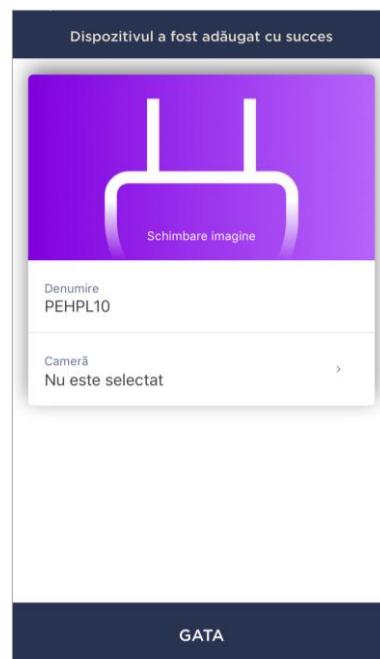 Dispozitivul a fost adăugat cu succes
Schimbare imagine
Denumire
PEHPL10
Cameră
Nu este selectat
GATA